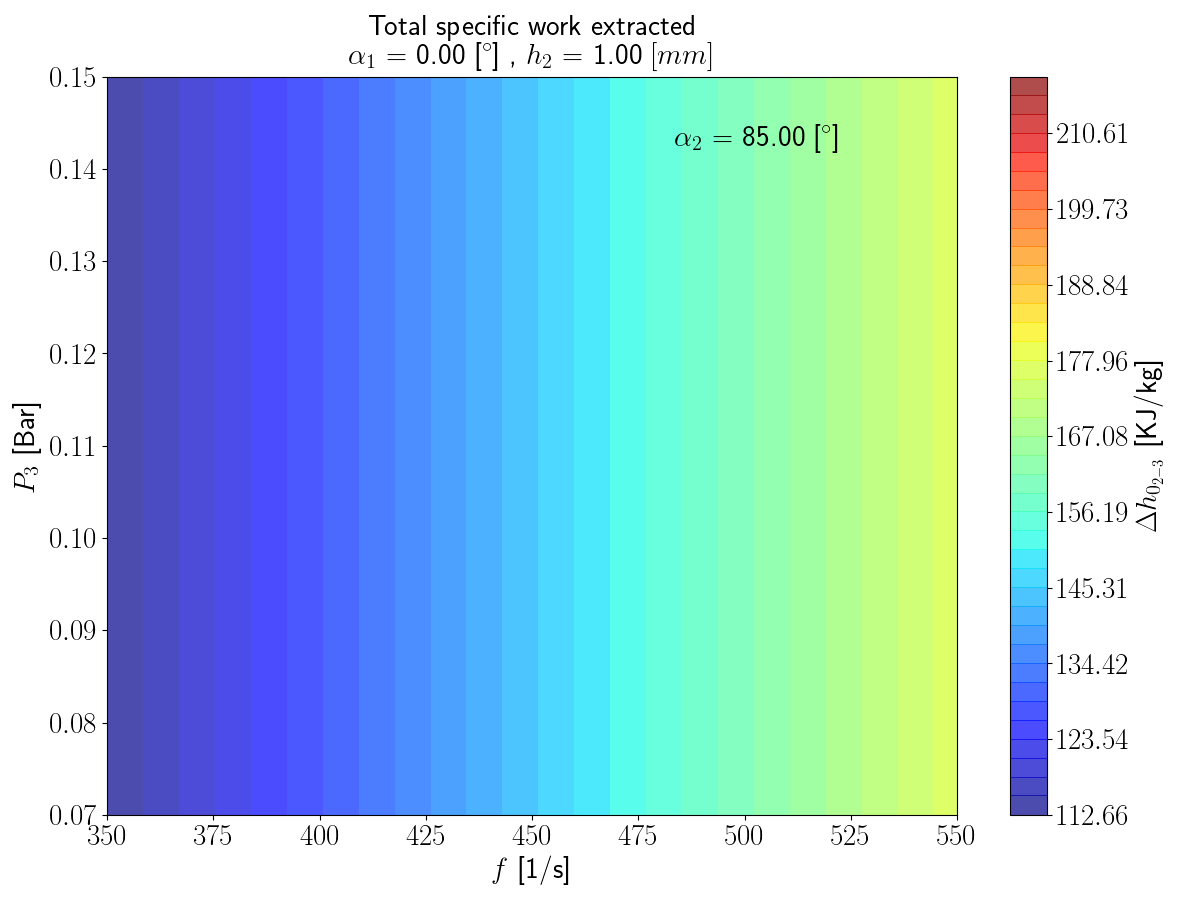 Total specific work extracted
α₁ = 0.00 [°] , h₂ = 1.00 [mm]
α₂ = 85.00 [°]
0.15
0.14
0.13
0.12
0.11
0.10
0.09
0.08
0.07
P₃ [Bar]
350 375 400 425 450 475 500 525 550
f [1/s]
210.61
199.73
188.84
177.96
167.08
156.19
145.31
134.42
123.54
112.66
Δh₀₂₋₃ [KJ/kg]